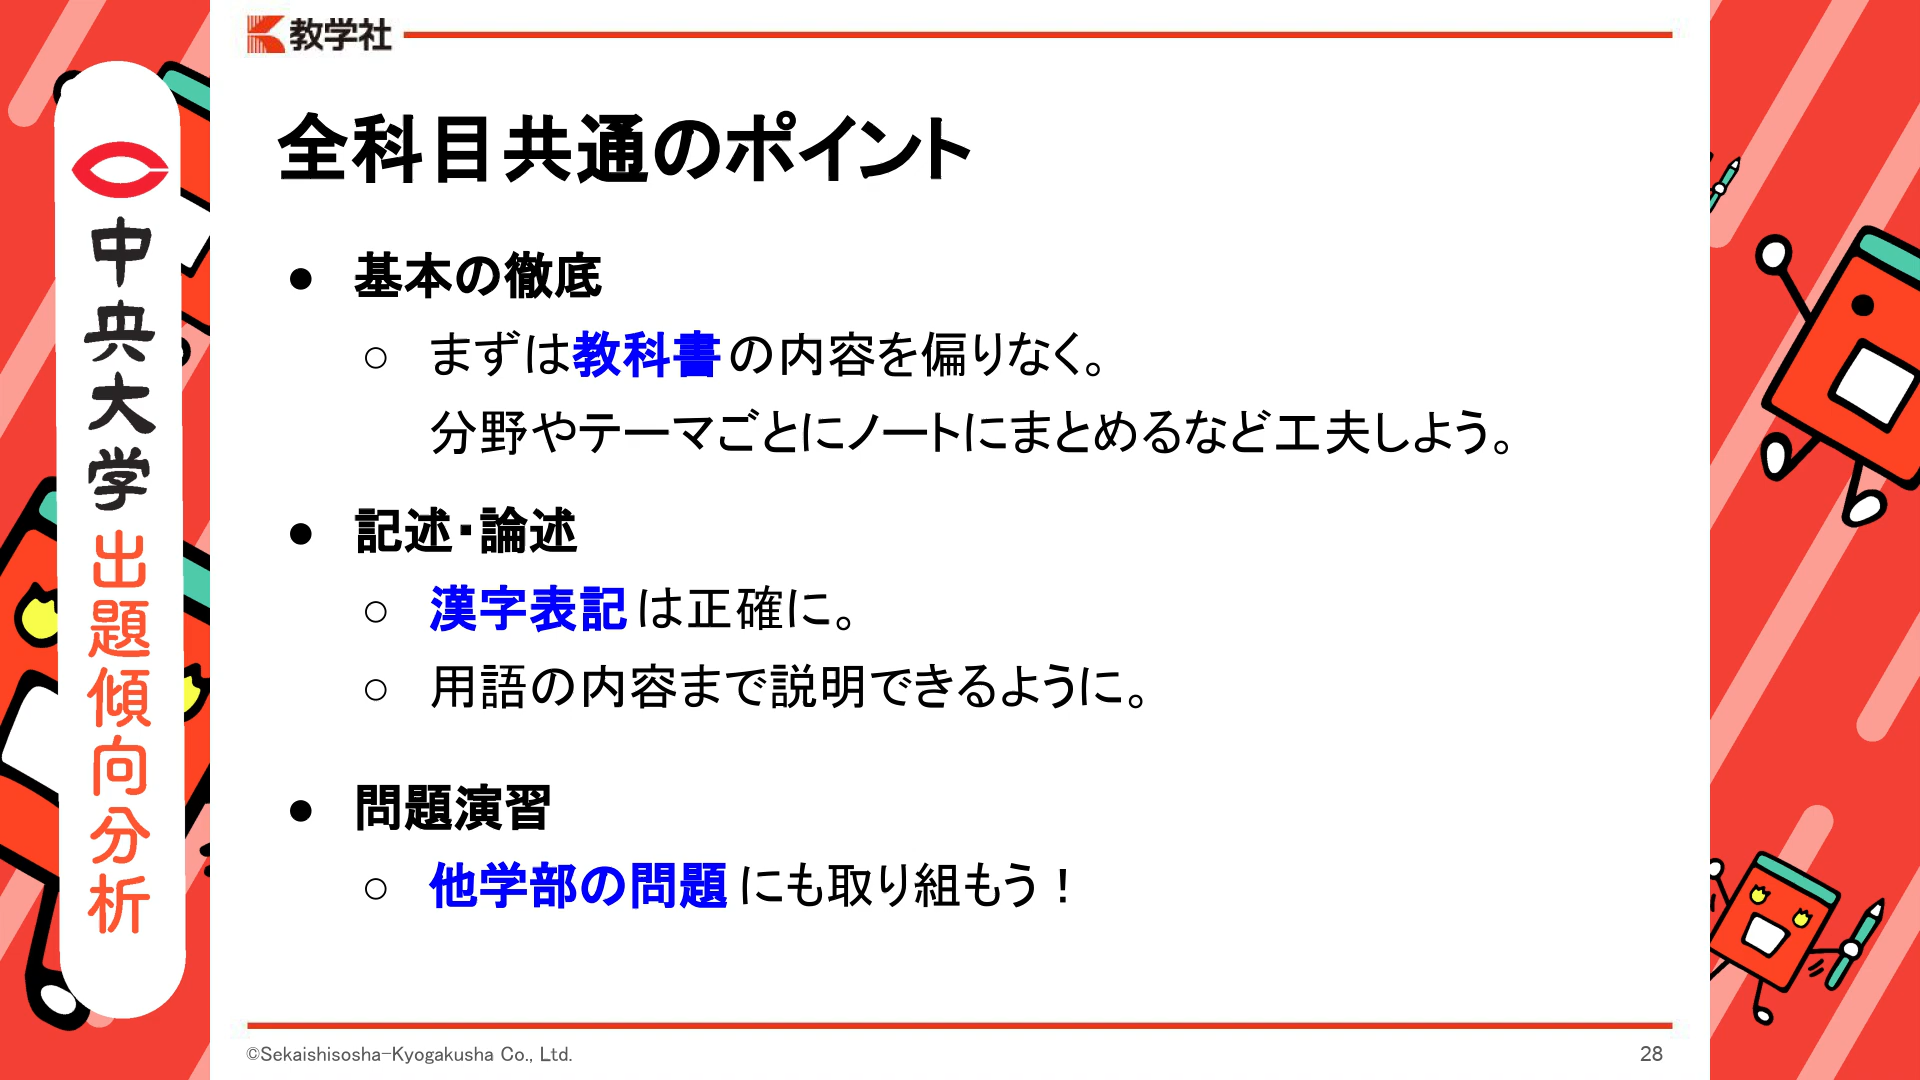 教学社
中央大学出題傾向分析
全科目共通のポイント
● 基本の徹底
○ まずは教科書の内容を偏りなく。
分野やテーマごとにノートにまとめるなど工夫しよう。
● 記述・論述
○ 漢字表記は正確に。
○ 用語の内容まで説明できるように。
● 問題演習
○ 他学部の問題にも取り組もう！
©Sekaishisosha-Kyogakusha Co., Ltd.
28